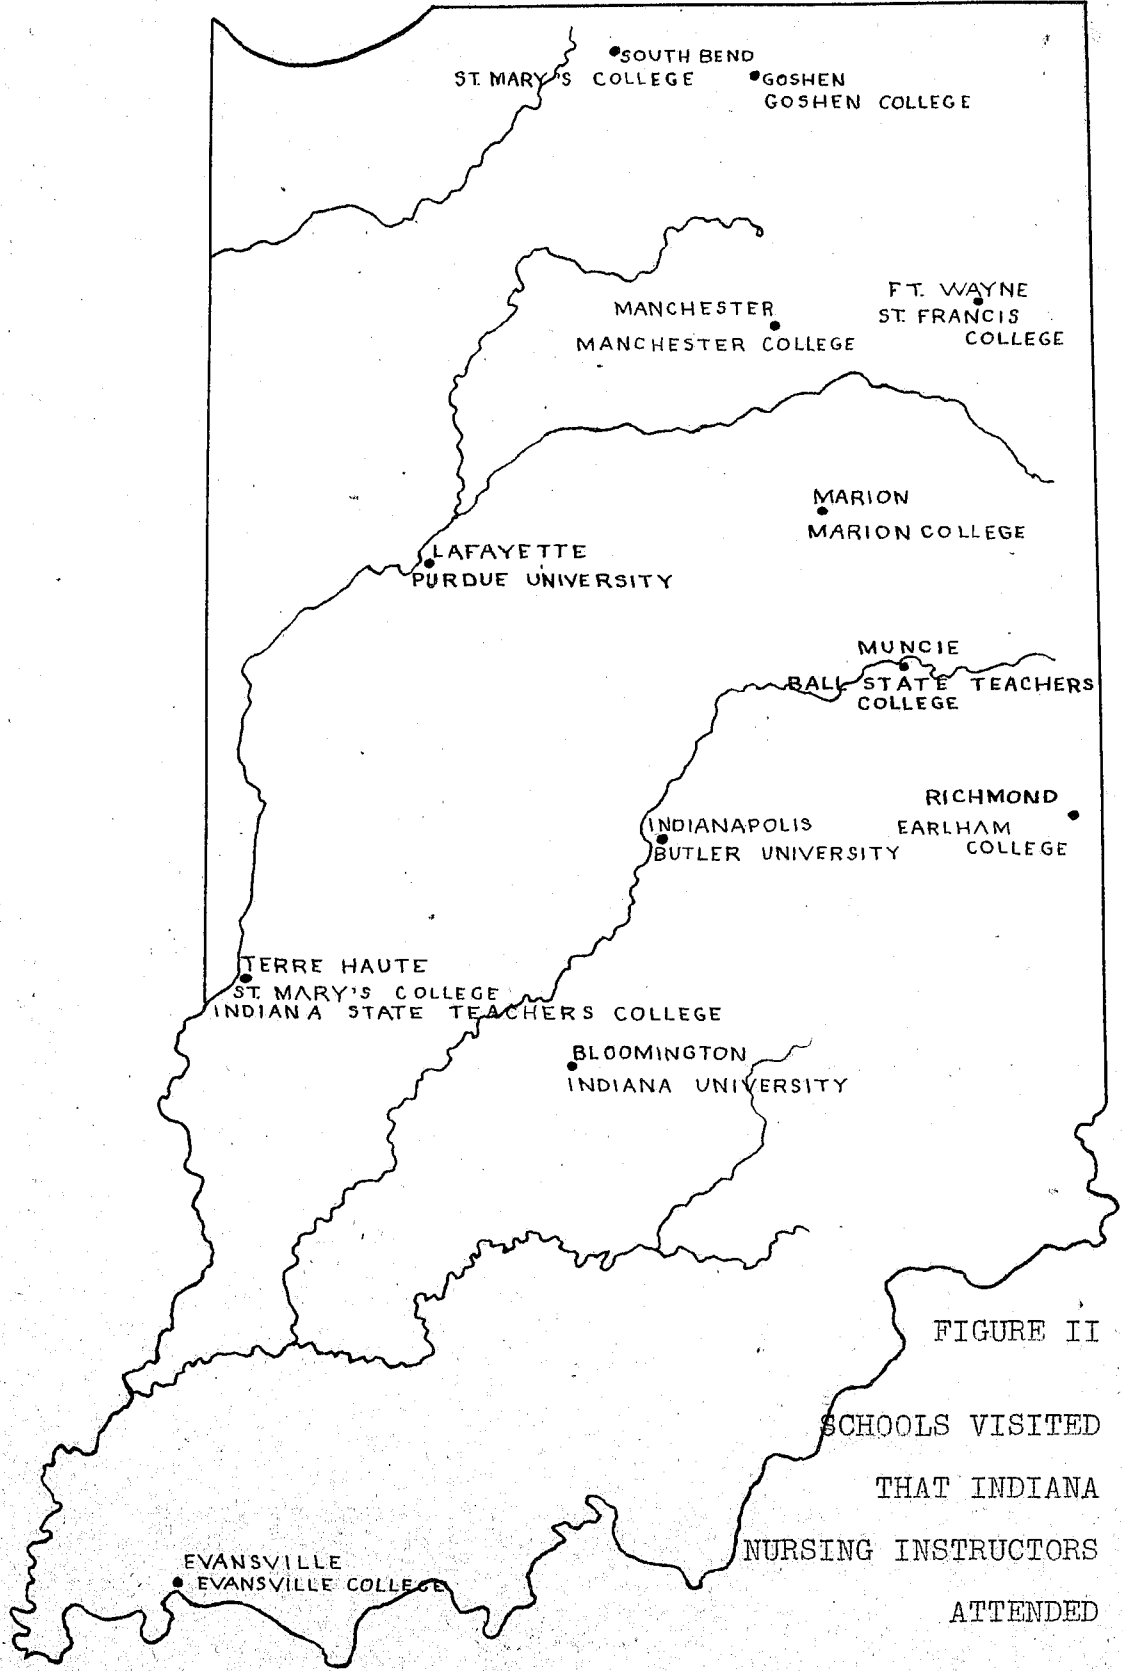 SOUTH BEND
ST. MARY'S COLLEGE
GOSHEN
GOSHEN COLLEGE
FT. WAYNE
ST. FRANCIS
COLLEGE
MANCHESTER
MANCHESTER COLLEGE
MARION
MARION COLLEGE
LAFAYETTE
PURDUE UNIVERSITY
MUNCIE
BALL STATE TEACHERS
COLLEGE
RICHMOND
EARLHAM
COLLEGE
INDIANAPOLIS
BUTLER UNIVERSITY
TERRE HAUTE
ST. MARY'S COLLEGE
INDIANA STATE TEACHERS COLLEGE
BLOOMINGTON
INDIANA UNIVERSITY
EVANSVILLE
EVANSVILLE COLLEGE
FIGURE II
SCHOOLS VISITED
THAT INDIANA
NURSING INSTRUCTORS
ATTENDED